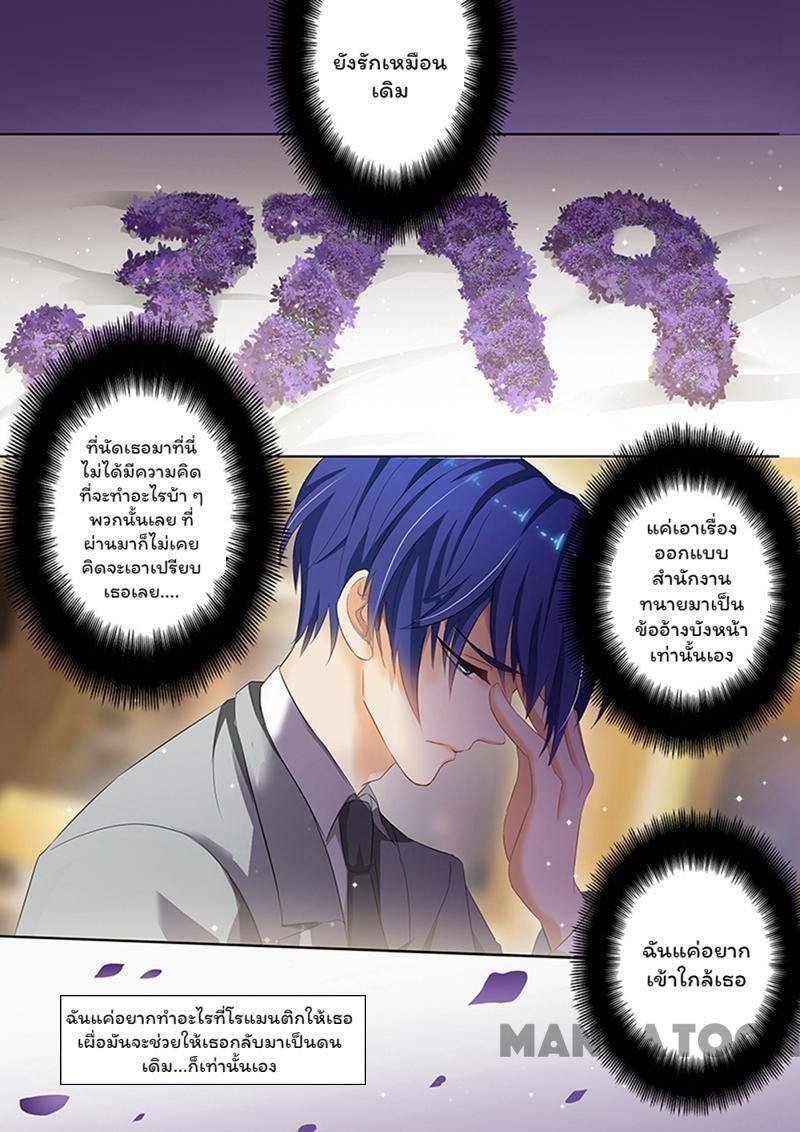 ยังรักเหมือน
เดิม
3779
ที่นัดเธอมาที่นี่
ไม่ได้มีความคิด
ที่จะทำอะไรบ้า ๆ
พวกนั้นเลย ที่
ผ่านมาก็ไม่เคย
คิดจะเอาเปรียบ
เธอเลย....
แค่เอาเรื่อง
ออกแบบ
สำนักงาน
ทนายมาเป็น
ข้ออ้างบังหน้า
เท่านั้นเอง
ฉันแค่อยาก
เข้าใกล้เธอ
ฉันแค่อยากทำอะไรที่โรแมนติกให้เธอ
เผื่อมันจะช่วยให้เธอกลับมาเป็นดน
เดิม...ก็เท่านั้นเอง